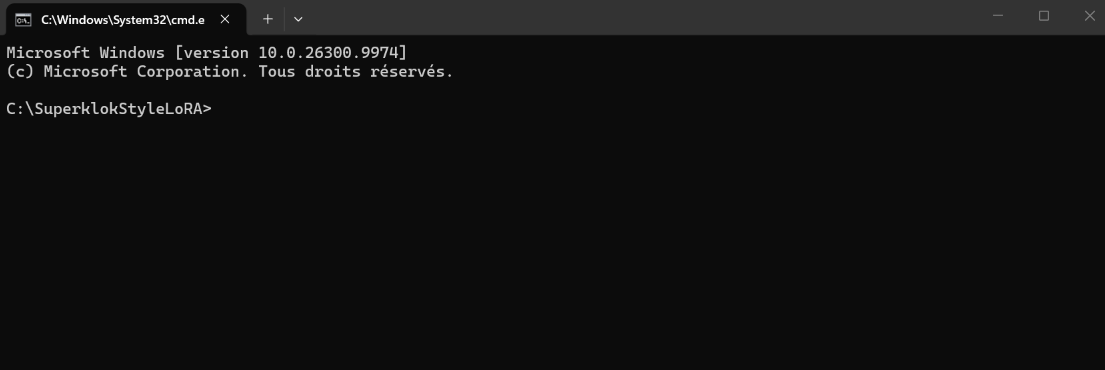 C:\Windows\System32\cmd.e
Microsoft Windows [version 10.0.26300.9974]
(c) Microsoft Corporation. Tous droits réservés.
C:\SuperklokStyleLoRA>